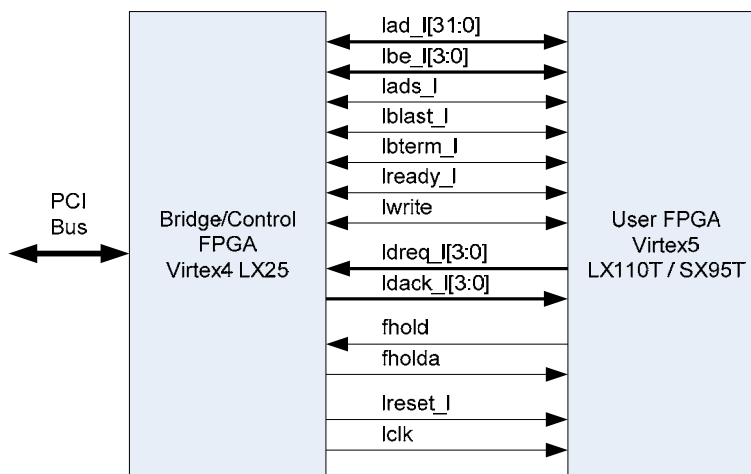 lad_l[31:0]
lbe_l[3:0]
lads_l
lblast_l
lbterm_l
lready_l
lwrite
PCI
Bus
Bridge/Control
FPGA
Virtex4 LX25
User FPGA
Virtex5
LX110T / SX95T
ldreq_l[3:0]
ldack_l[3:0]
fhold
fholda
lreset_l
lclk